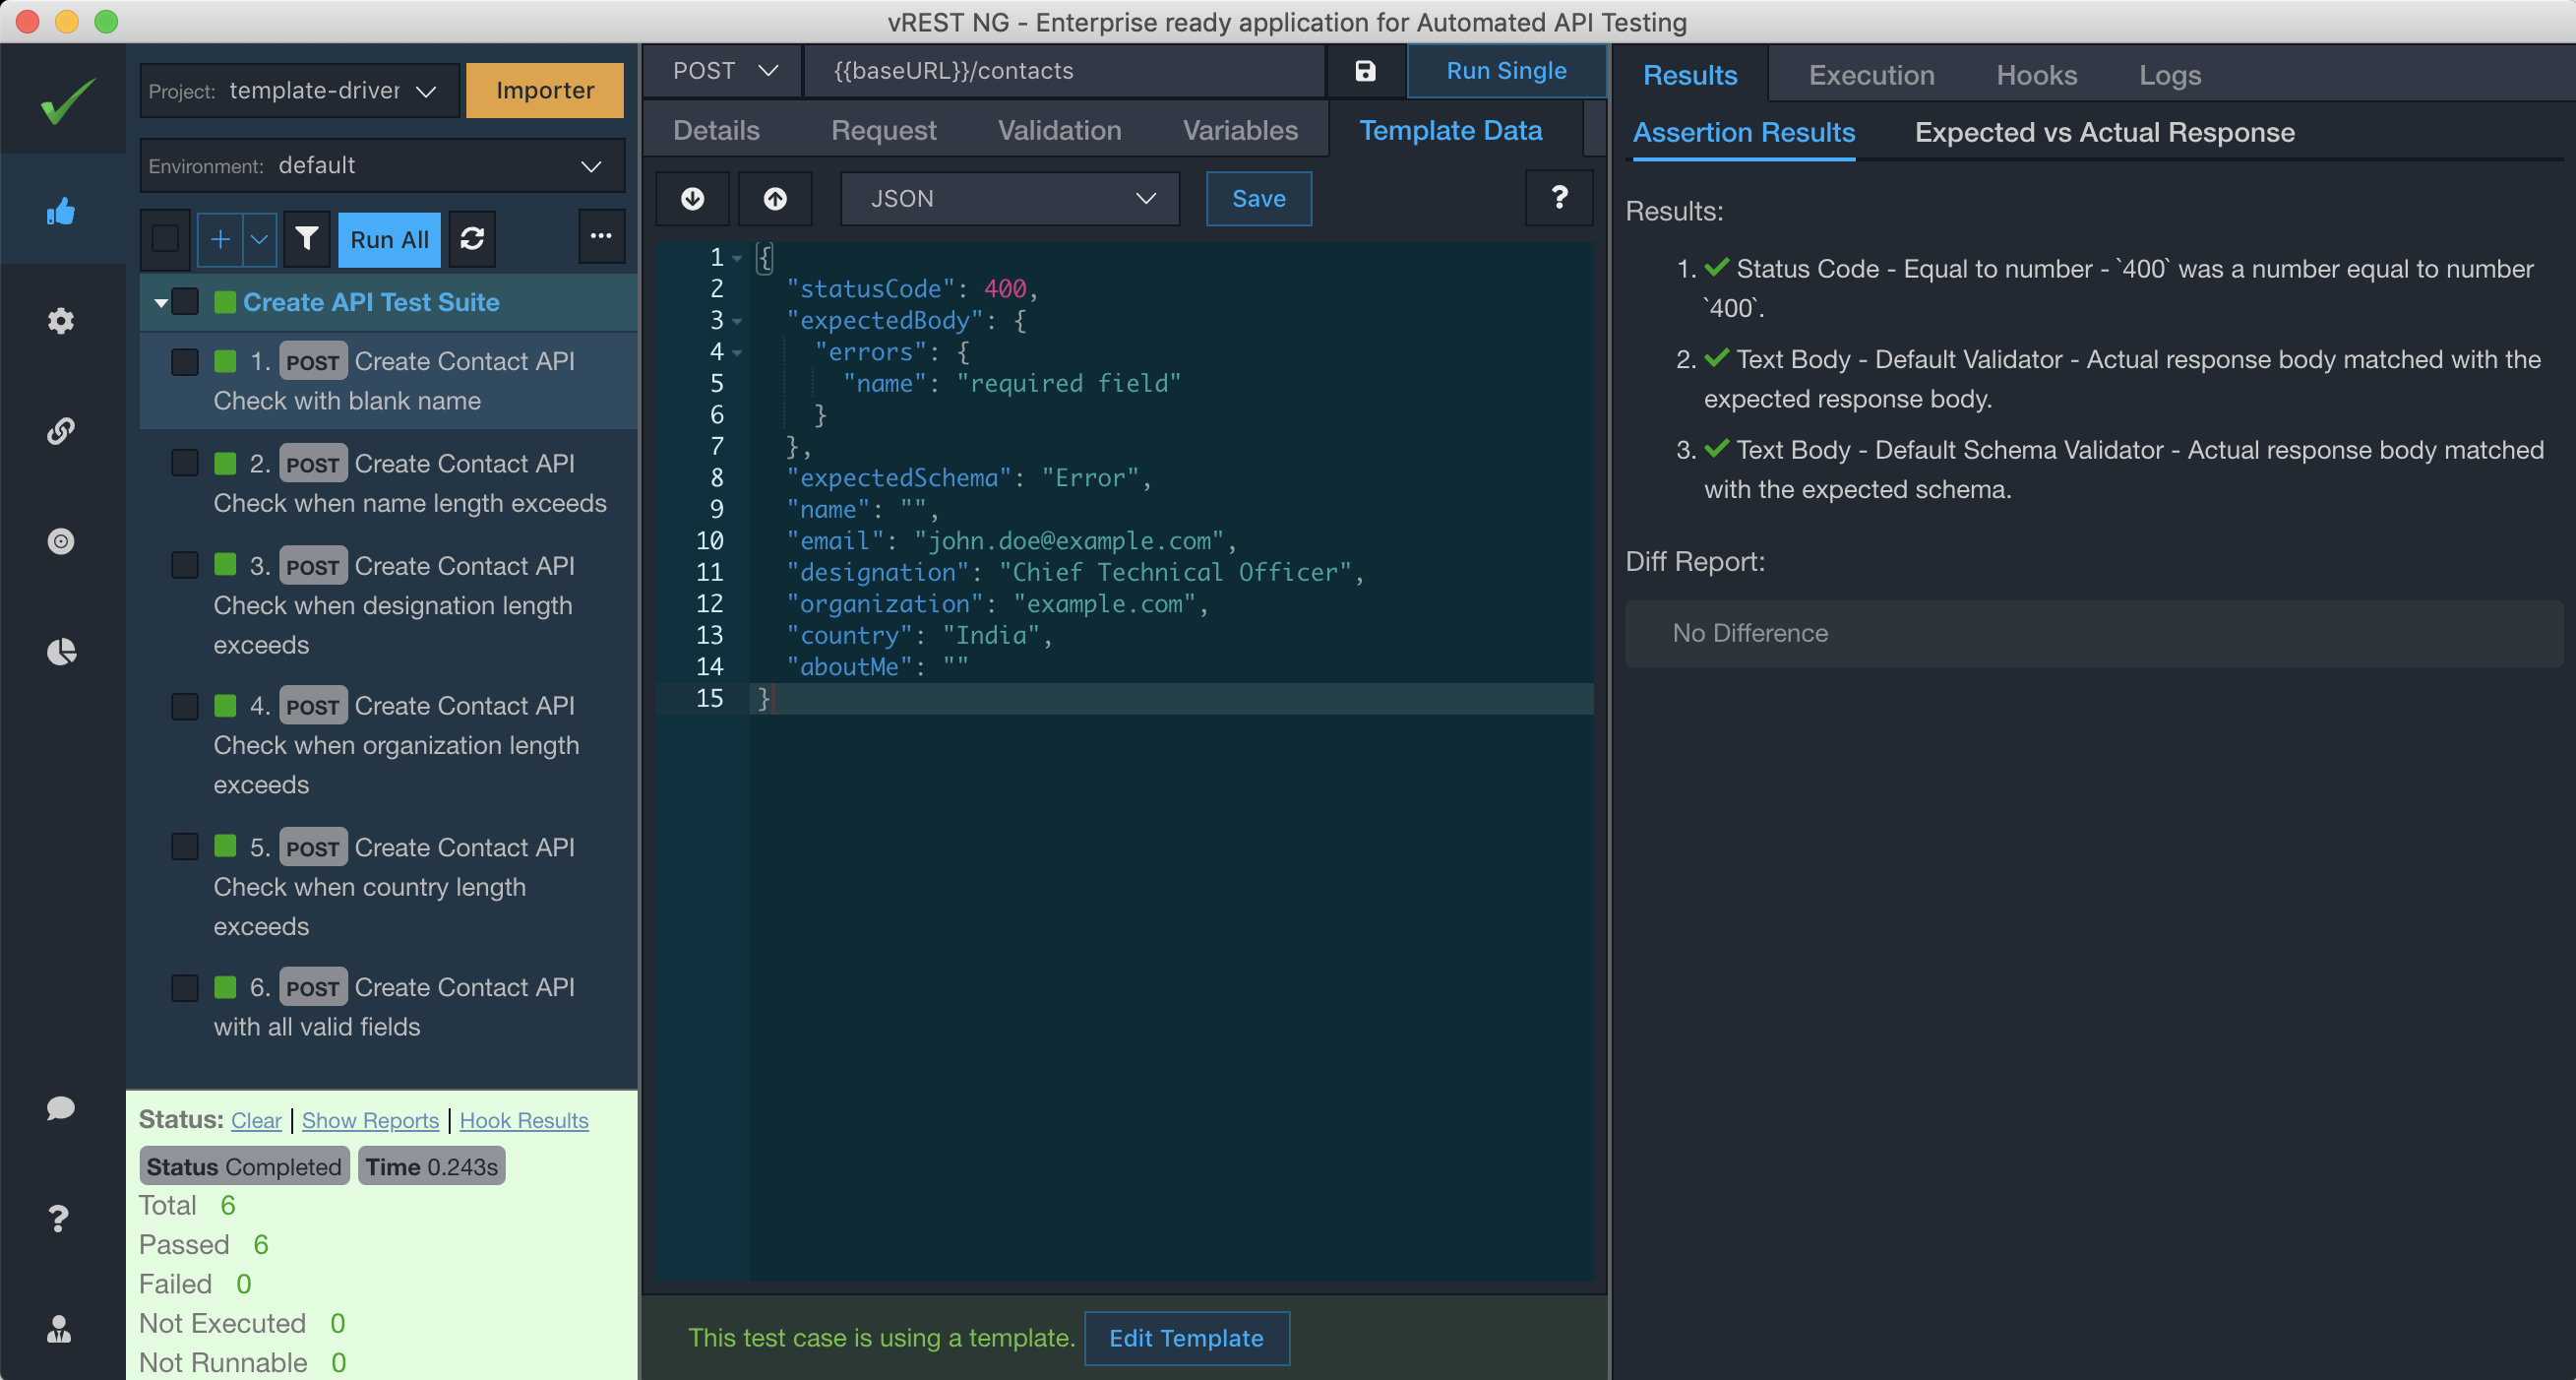 vREST NG - Enterprise ready application for Automated API Testing
Project: template-driver
Importer
Environment: default
Run All
Create API Test Suite
1. POST Create Contact API
Check with blank name
2. POST Create Contact API
Check when name length exceeds
3. POST Create Contact API
Check when designation length
exceeds
4. POST Create Contact API
Check when organization length
exceeds
5. POST Create Contact API
Check when country length
exceeds
6. POST Create Contact API
with all valid fields
Status: Clear | Show Reports | Hook Results
Status Completed Time 0.243s
Total 6
Passed 6
Failed 0
Not Executed 0
Not Runnable 0
POST {{baseURL}}/contacts Run Single
Details Request Validation Variables Template Data
JSON Save ?
1 {
2 "statusCode": 400,
3 "expectedBody": {
4 "errors": {
5 "name": "required field"
6 }
7 },
8 "expectedSchema": "Error",
9 "name": "",
10 "email": "john.doe@example.com",
11 "designation": "Chief Technical Officer",
12 "organization": "example.com",
13 "country": "India",
14 "aboutMe": ""
15 }
This test case is using a template. Edit Template
Results Execution Hooks Logs
Assertion Results Expected vs Actual Response
Results:
1. Status Code - Equal to number - `400` was a number equal to number
`400`.
2. Text Body - Default Validator - Actual response body matched with the
expected response body.
3. Text Body - Default Schema Validator - Actual response body matched
with the expected schema.
Diff Report:
No Difference